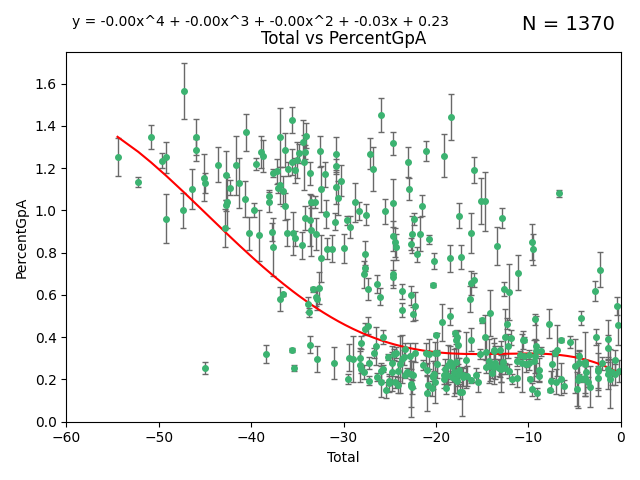 y = -0.00x^4 + -0.00x^3 + -0.00x^2 + -0.03x + 0.23
N = 1370
Total vs PercentGpA
PercentGpA
1.6
1.4
1.2
1.0
0.8
0.6
0.4
0.2
0.0
−60 −50 −40 −30 −20 −10 0
Total